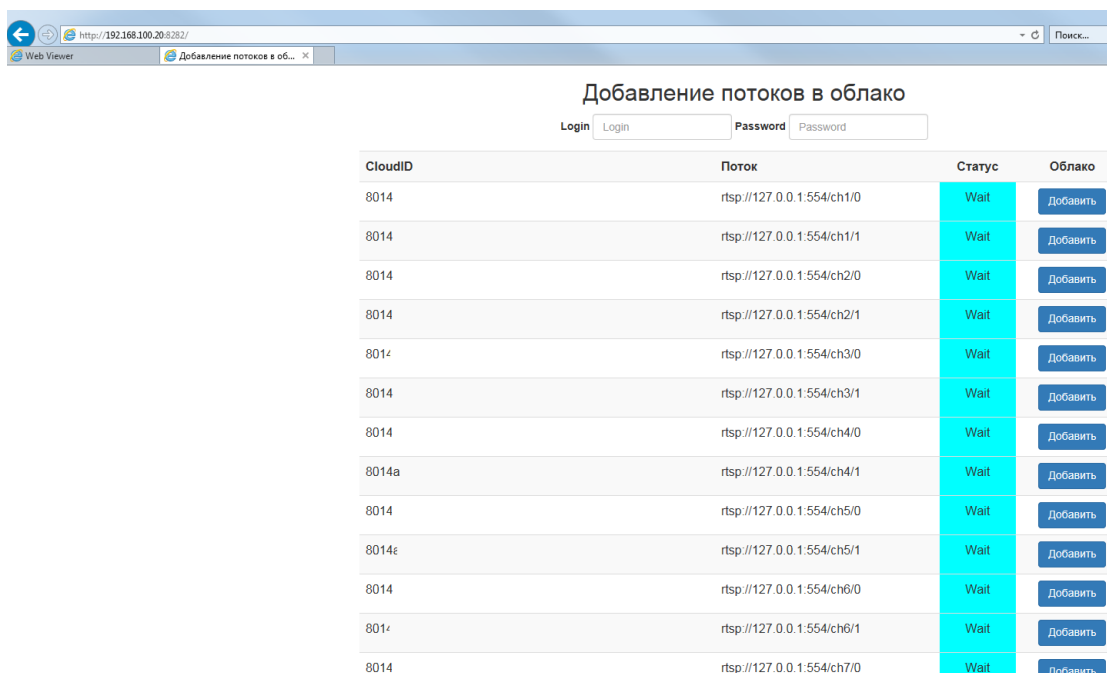 http://192.168.100.20:8282/
Поиск...
Web Viewer
Добавление потоков в об...
Добавление потоков в облако
Login Login Password Password
CloudID Поток Статус Облако
8014 rtsp://127.0.0.1:554/ch1/0 Wait Добавить
8014 rtsp://127.0.0.1:554/ch1/1 Wait Добавить
8014 rtsp://127.0.0.1:554/ch2/0 Wait Добавить
8014 rtsp://127.0.0.1:554/ch2/1 Wait Добавить
8014 rtsp://127.0.0.1:554/ch3/0 Wait Добавить
8014 rtsp://127.0.0.1:554/ch3/1 Wait Добавить
8014 rtsp://127.0.0.1:554/ch4/0 Wait Добавить
8014a rtsp://127.0.0.1:554/ch4/1 Wait Добавить
8014 rtsp://127.0.0.1:554/ch5/0 Wait Добавить
8014a rtsp://127.0.0.1:554/ch5/1 Wait Добавить
8014 rtsp://127.0.0.1:554/ch6/0 Wait Добавить
8014 rtsp://127.0.0.1:554/ch6/1 Wait Добавить
8014 rtsp://127.0.0.1:554/ch7/0 Wait Добавить